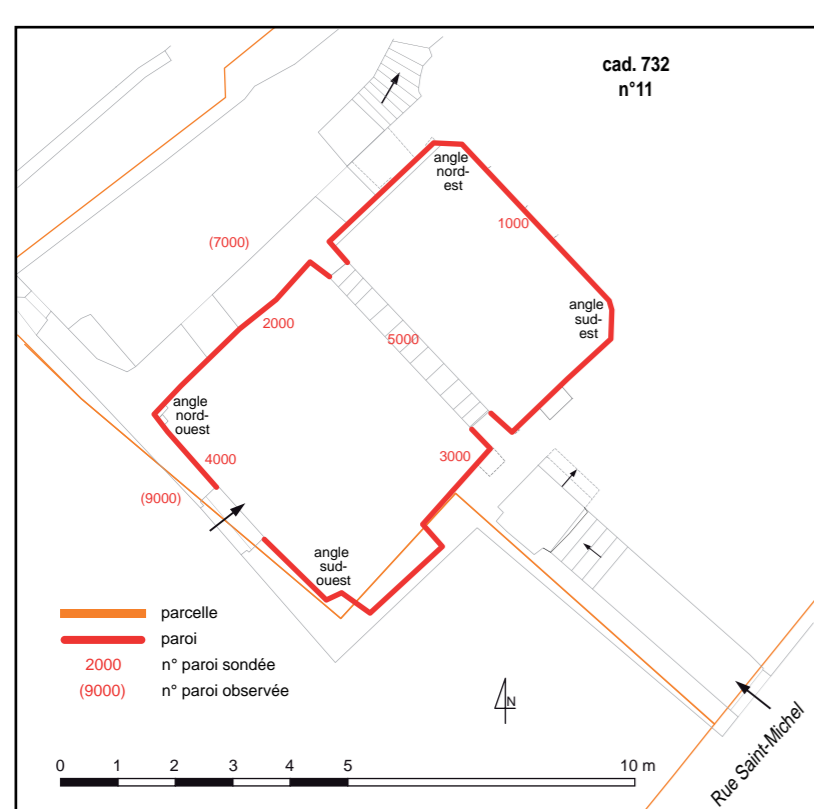 cad. 732
n°11
angle
nord-
est
1000
(7000)
angle
sud-
est
2000
5000
angle
nord-
ouest
4000
3000
(9000)
angle
sud-
ouest
parcelle
paroi
2000 n° paroi sondée
(9000) n° paroi observée
N
Rue Saint-Michel
0 1 2 3 4 5 10 m